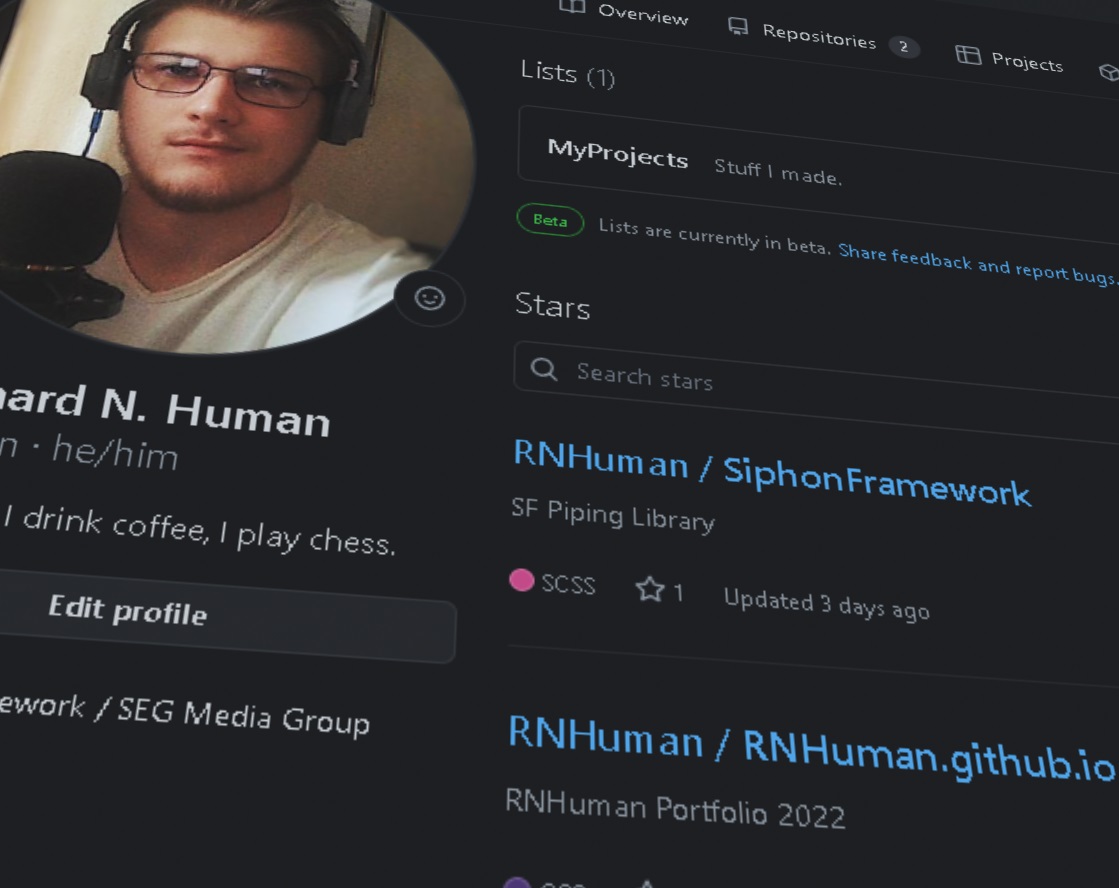 Overview Repositories 2 Projects
Lists (1)
MyProjects Stuff I made.
Beta Lists are currently in beta. Share feedback and report bugs.
Stars
Search stars
ard N. Human
n · he/him
I drink coffee, I play chess.
Edit profile
ework / SEG Media Group
RNHuman / SiphonFramework
SF Piping Library
SCSS 1 Updated 3 days ago
RNHuman / RNHuman.github.io
RNHuman Portfolio 2022